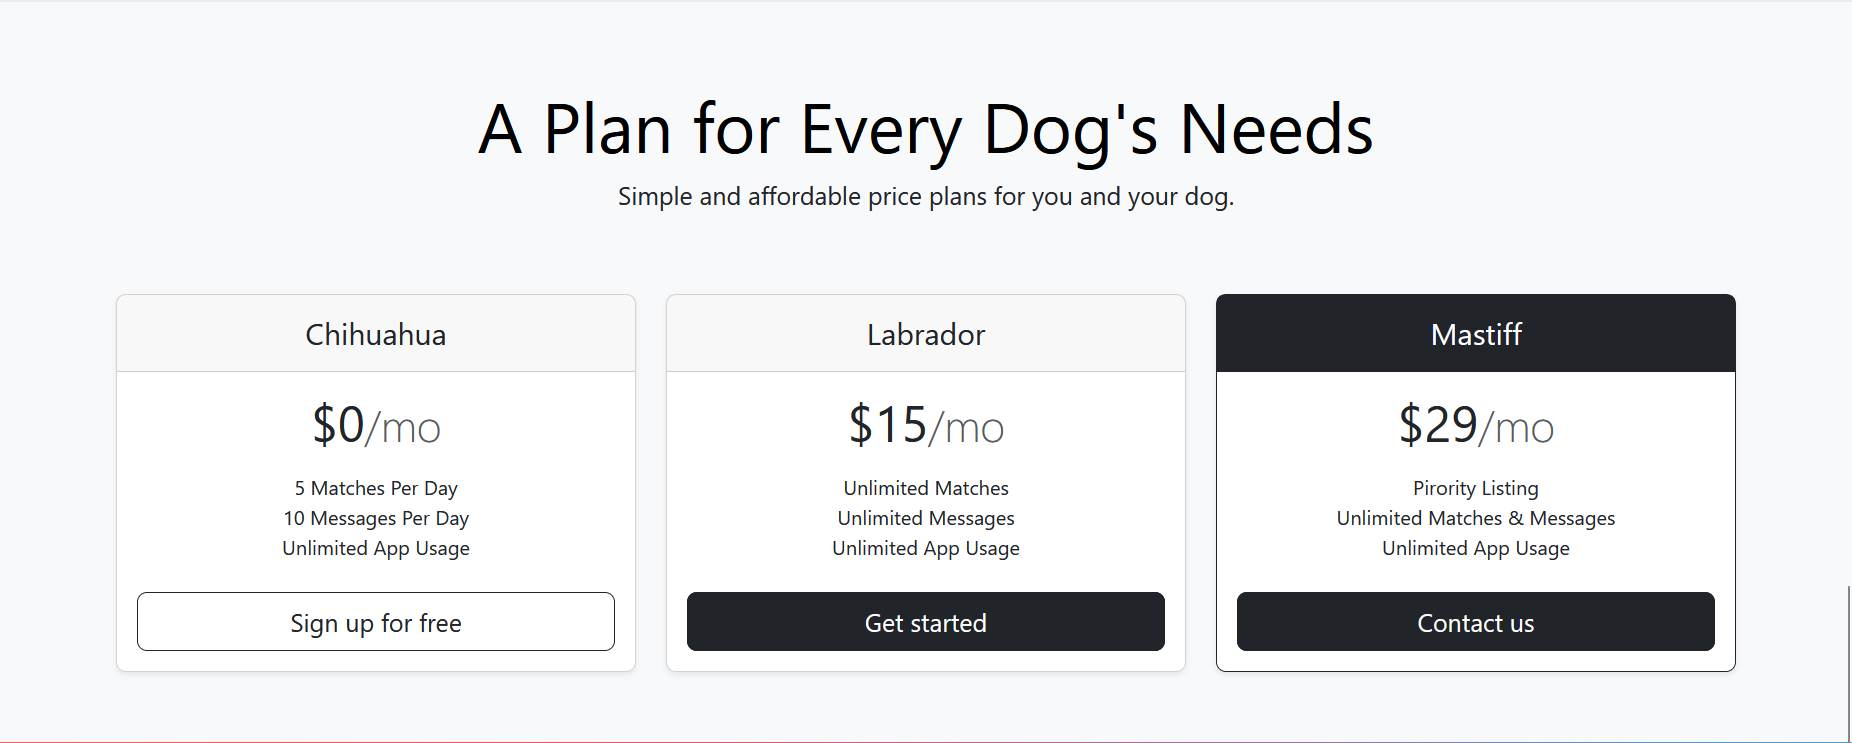 A Plan for Every Dog's Needs
Simple and affordable price plans for you and your dog.
Chihuahua
$0/mo
5 Matches Per Day
10 Messages Per Day
Unlimited App Usage
Sign up for free
Labrador
$15/mo
Unlimited Matches
Unlimited Messages
Unlimited App Usage
Get started
Mastiff
$29/mo
Pirority Listing
Unlimited Matches & Messages
Unlimited App Usage
Contact us